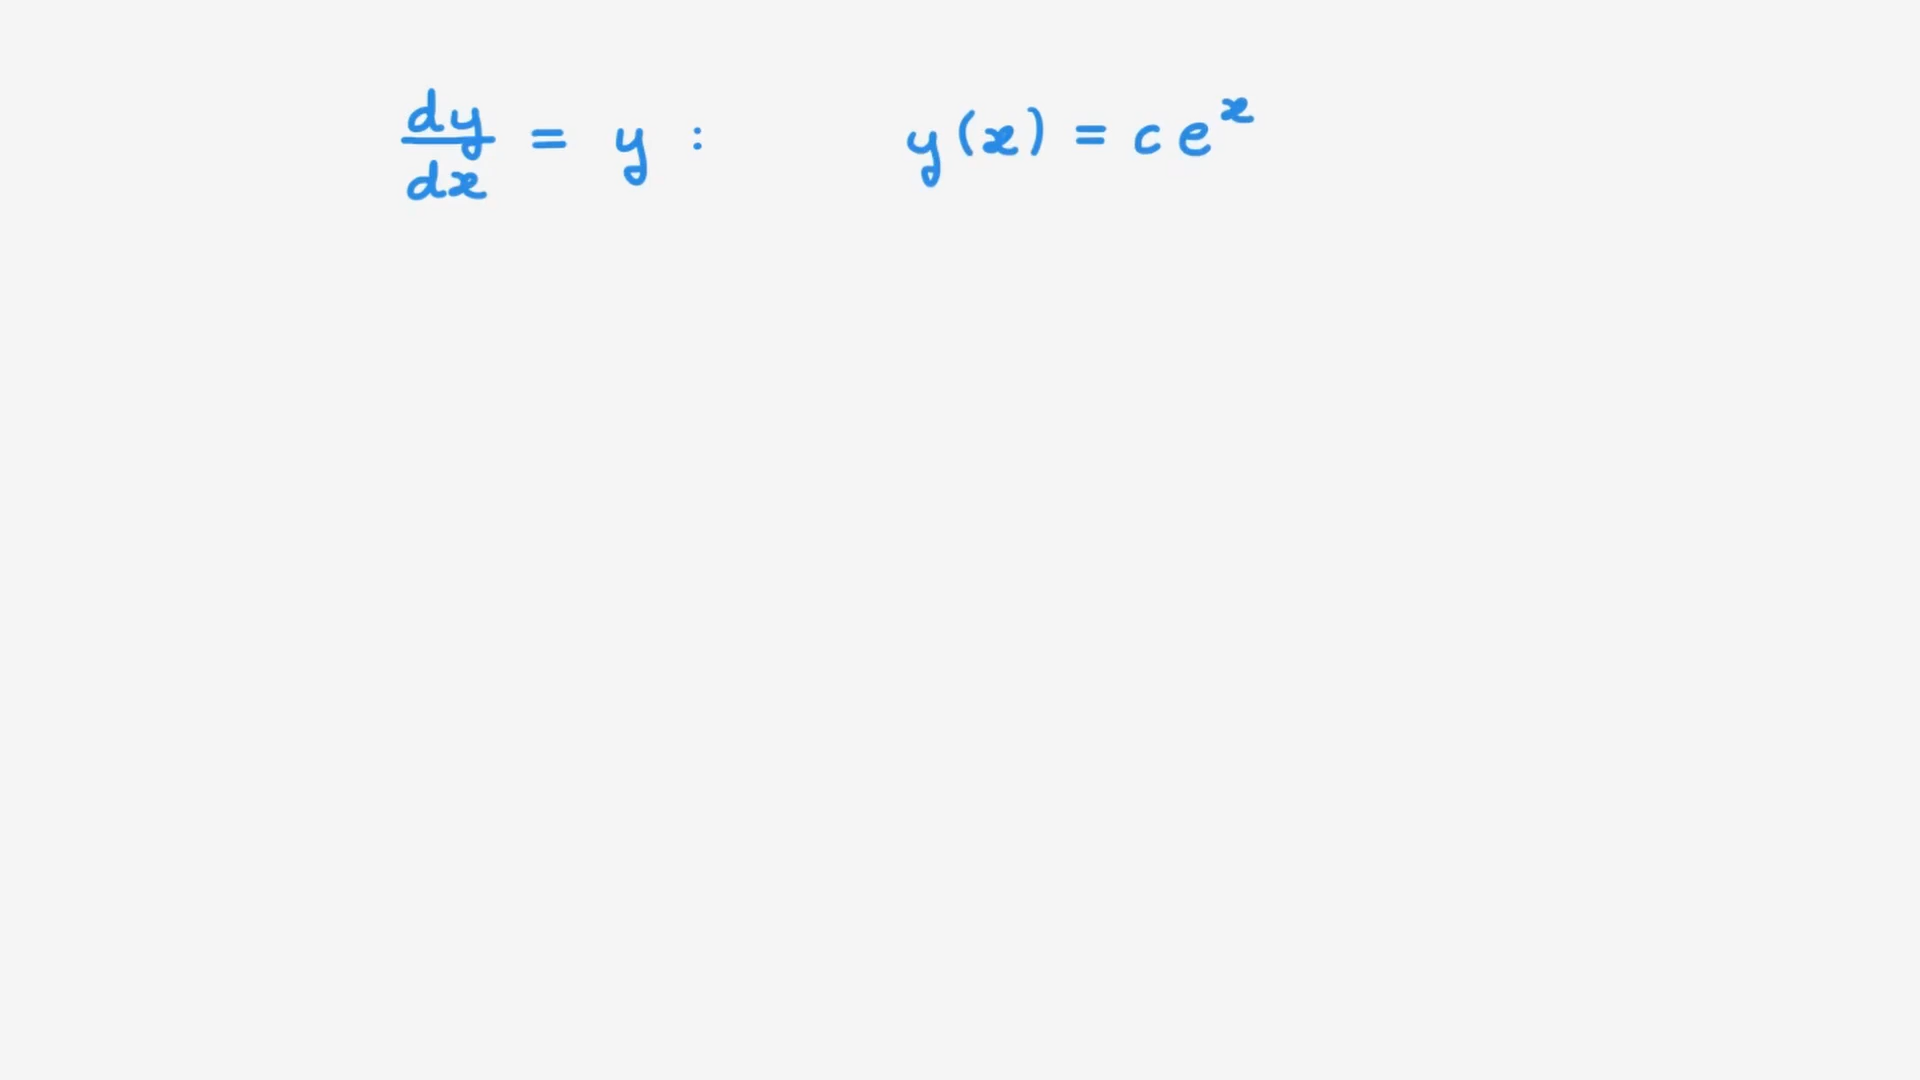 dy/dx = y : y(x) = c e^x